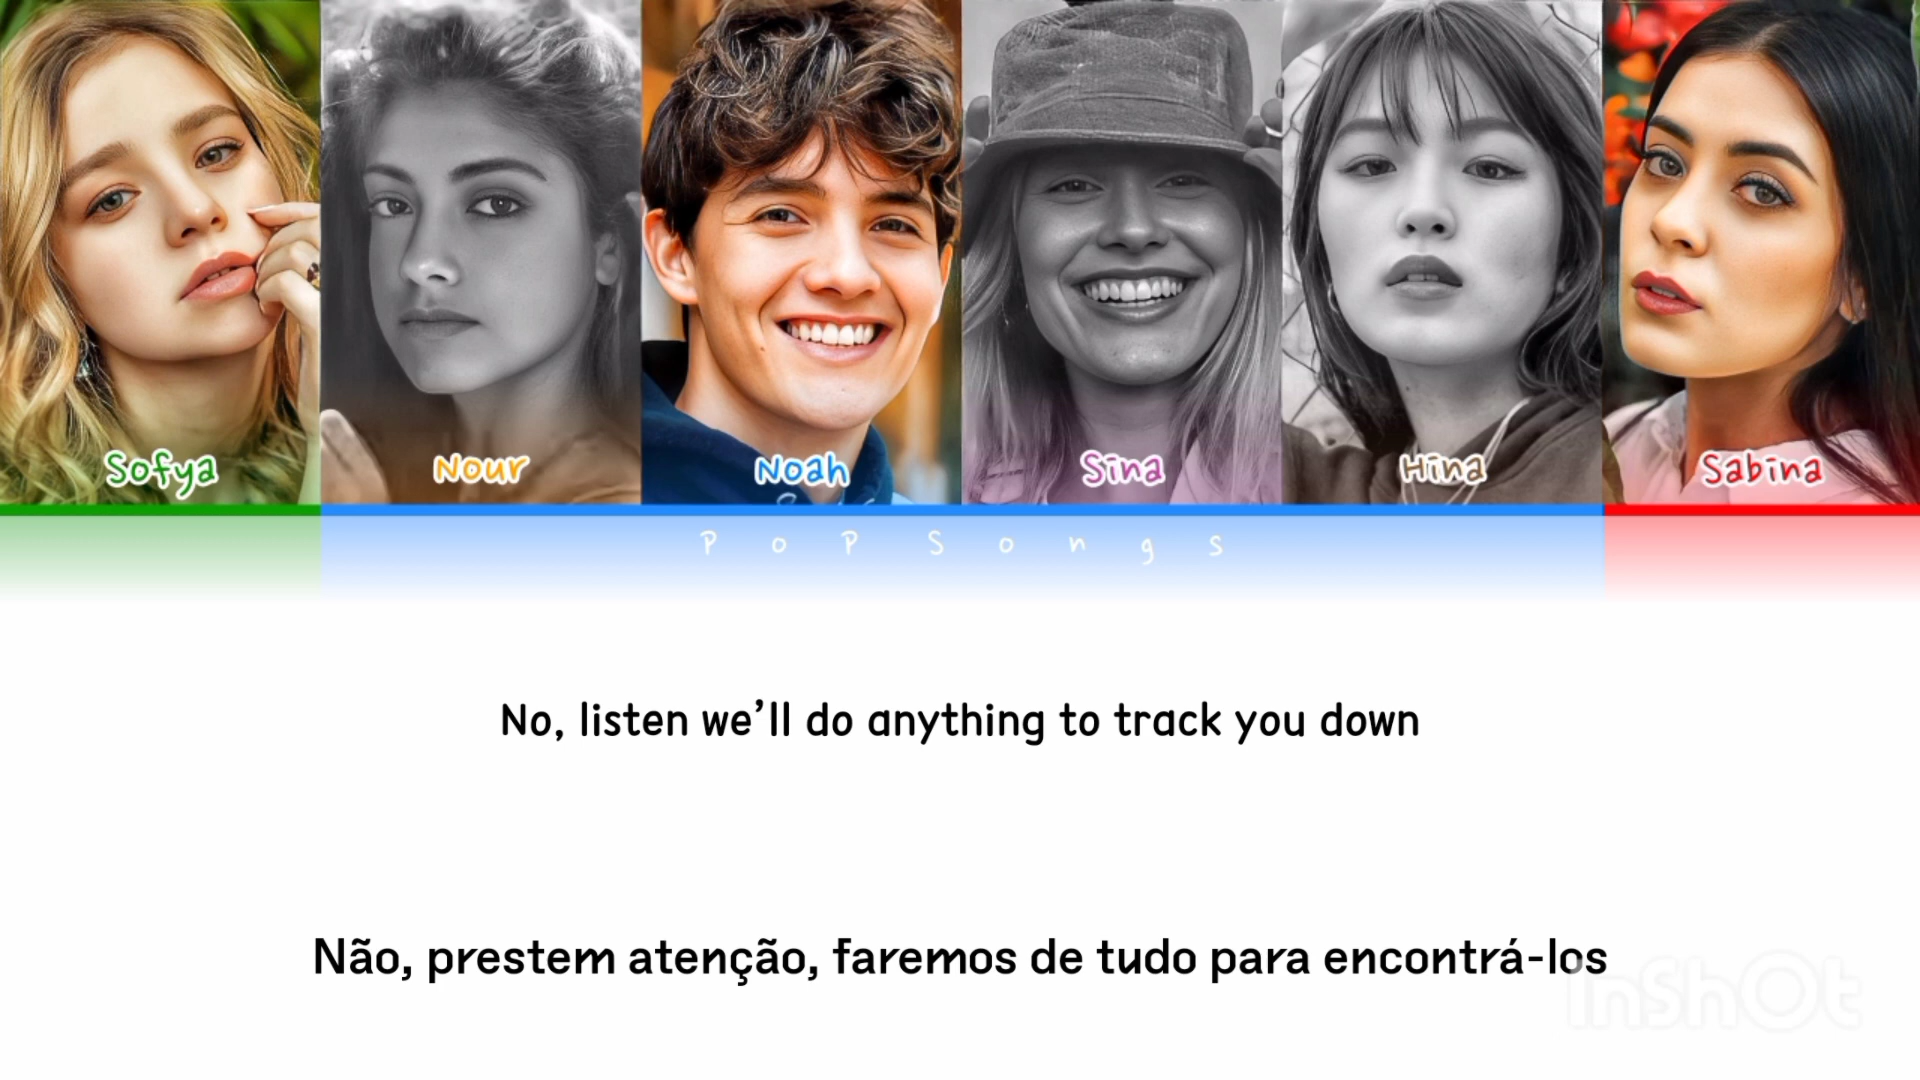 Sofya
Nour
Noah
Sina
Hina
Sabina
P o P S o n g s
No, listen we’ll do anything to track you down
Não, prestem atenção, faremos de tudo para encontrá-los
InShOt